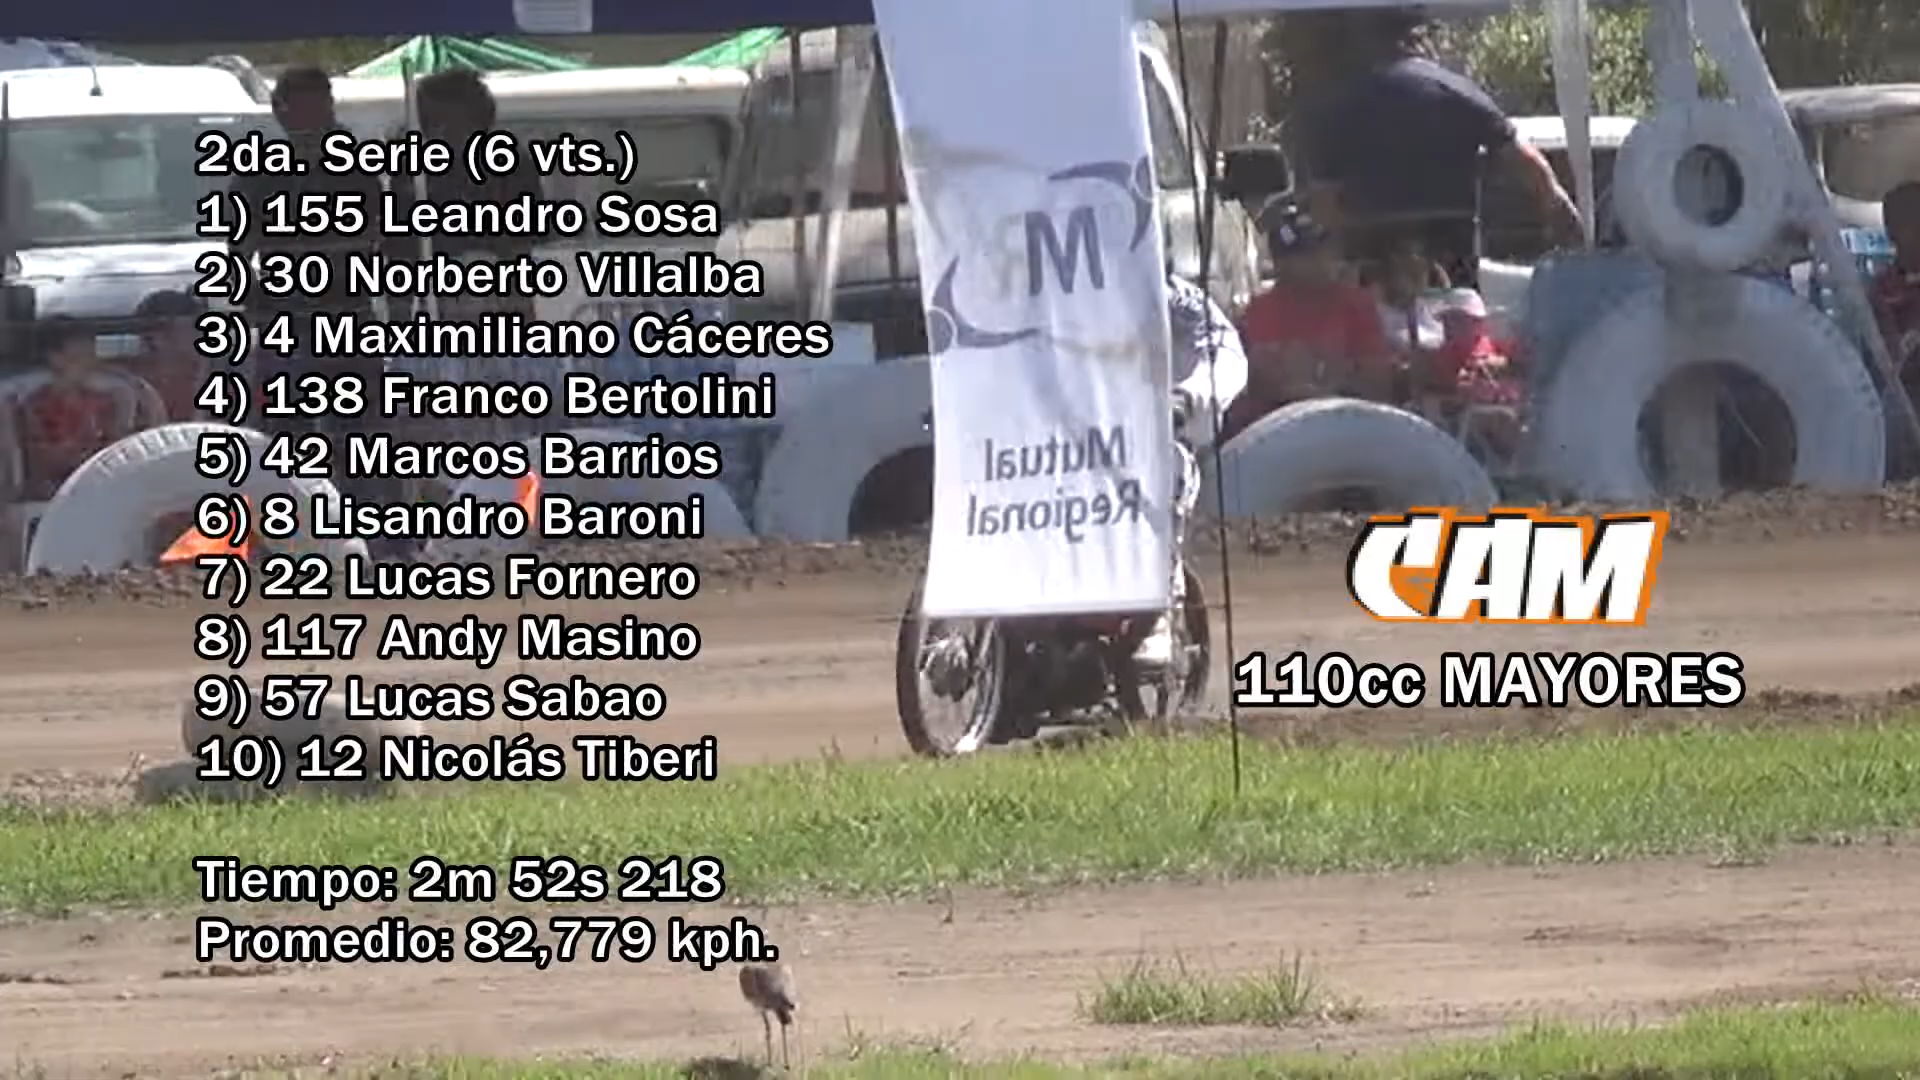 2da. Serie (6 vts.)
1) 155 Leandro Sosa
2) 30 Norberto Villalba
3) 4 Maximiliano Cáceres
4) 138 Franco Bertolini
5) 42 Marcos Barrios
6) 8 Lisandro Baroni
7) 22 Lucas Fornero
8) 117 Andy Masino
9) 57 Lucas Sabao
10) 12 Nicolás Tiberi
Tiempo: 2m 52s 218
Promedio: 82,779 kph.
MR
Mutual
Regional
CAM
110cc MAYORES